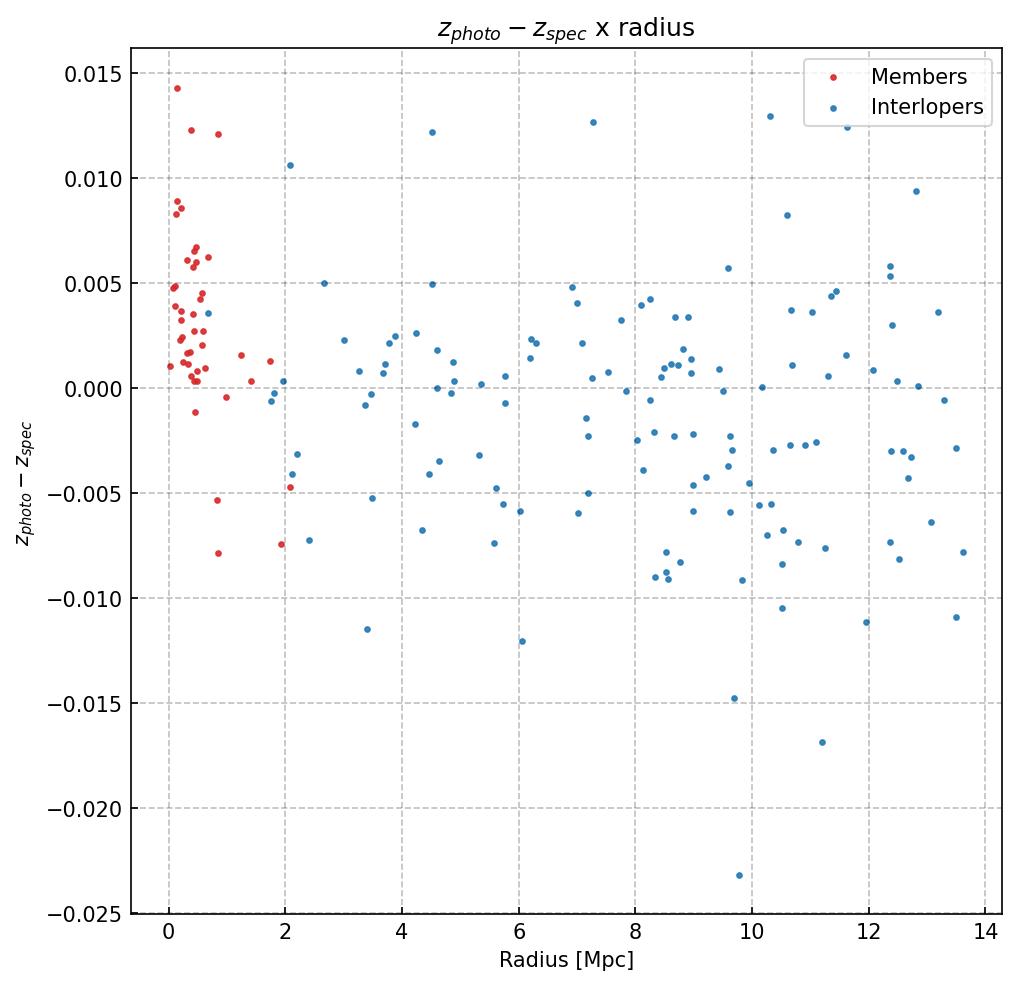 z_photo − z_spec x radius
Members
Interlopers
0.015
0.010
0.005
0.000
−0.005
−0.010
−0.015
−0.020
−0.025
z_photo − z_spec
0 2 4 6 8 10 12 14
Radius [Mpc]